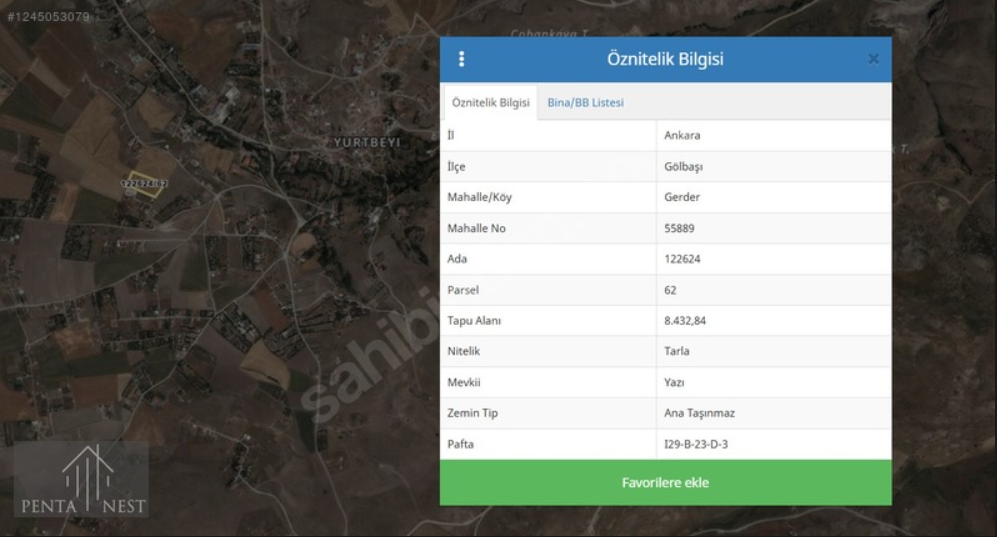 #1245053079
Çobankaya T.
Öznitelik Bilgisi
×
Öznitelik Bilgisi Bina/BB Listesi
YURTBEYI
T.
122624/62
İl Ankara
İlçe Gölbaşı
Mahalle/Köy Gerder
Mahalle No 55889
Ada 122624
Parsel 62
Tapu Alanı 8.432,84
Nitelik Tarla
Mevkii Yazı
Zemin Tip Ana Taşınmaz
Pafta I29-B-23-D-3
Favorilere ekle
sahibi
PENTA NEST